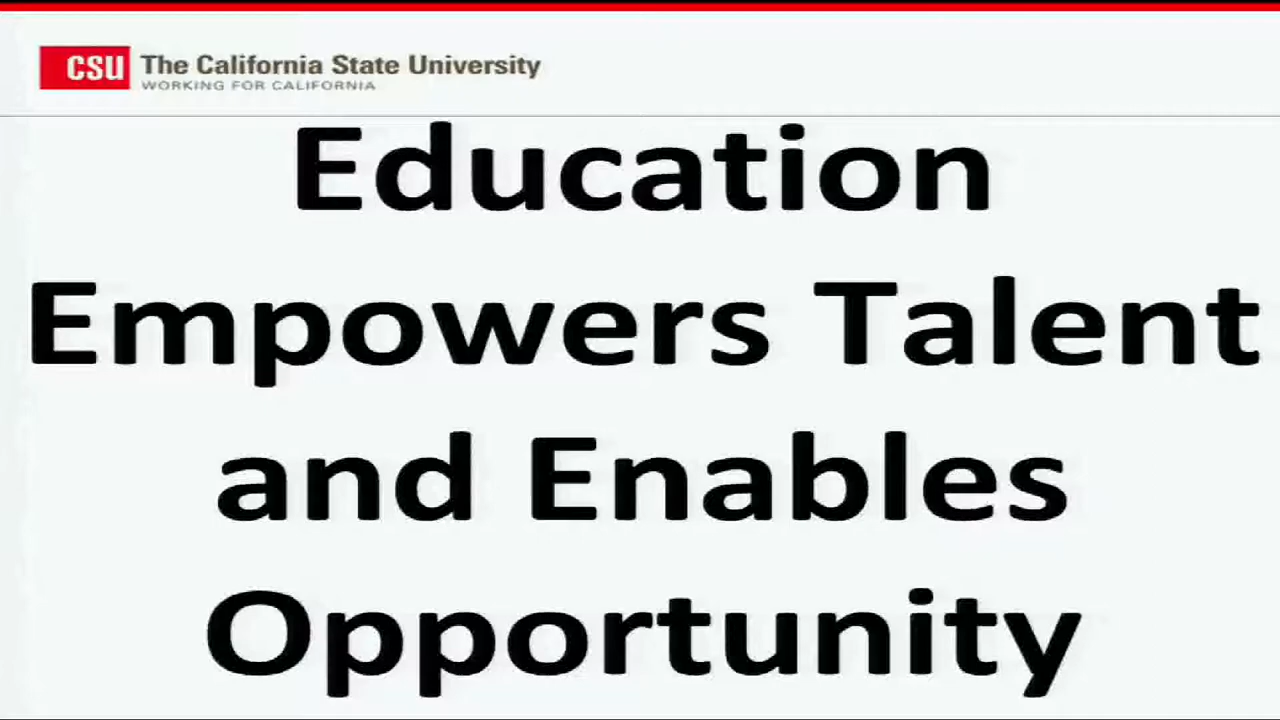 CSU The California State University
WORKING FOR CALIFORNIA
Education
Empowers Talent
and Enables
Opportunity